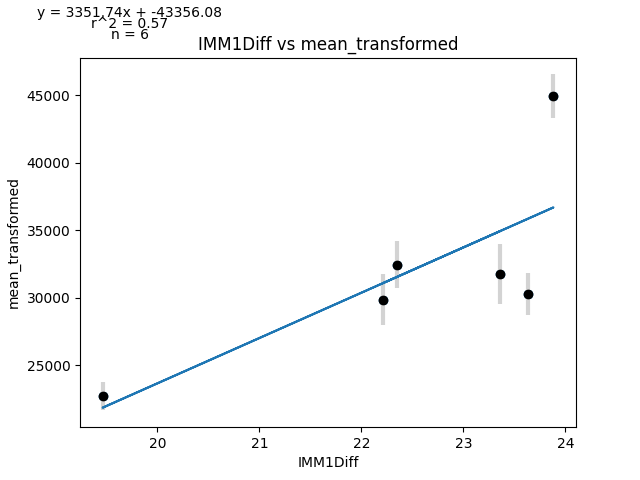 y = 3351.74x + -43356.08
r^2 = 0.57
n = 6
IMM1Diff vs mean_transformed
45000
40000
35000
30000
25000
mean_transformed
20
21
22
23
24
IMM1Diff